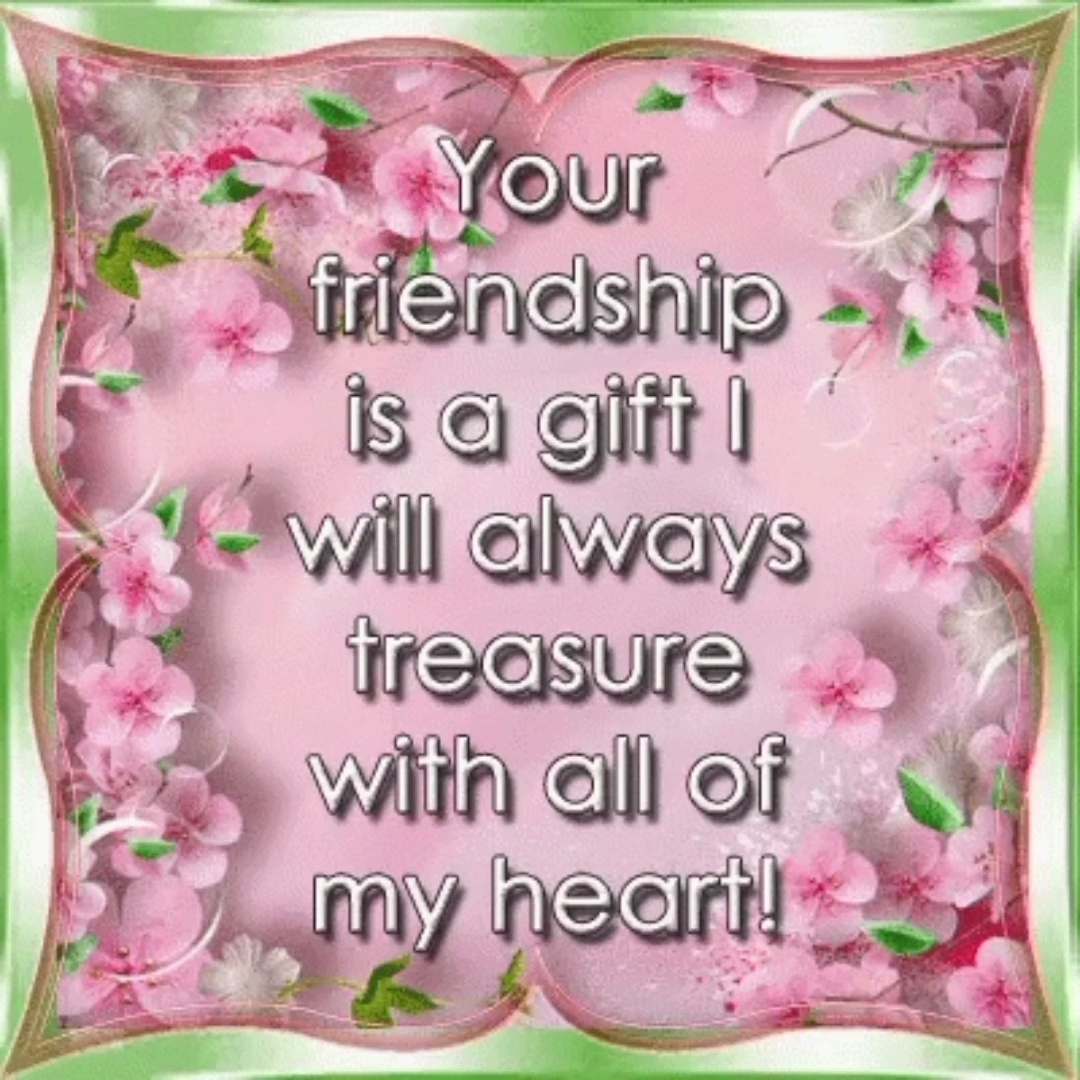 Your
friendship
is a gift I
will always
treasure
with all of
my heart!